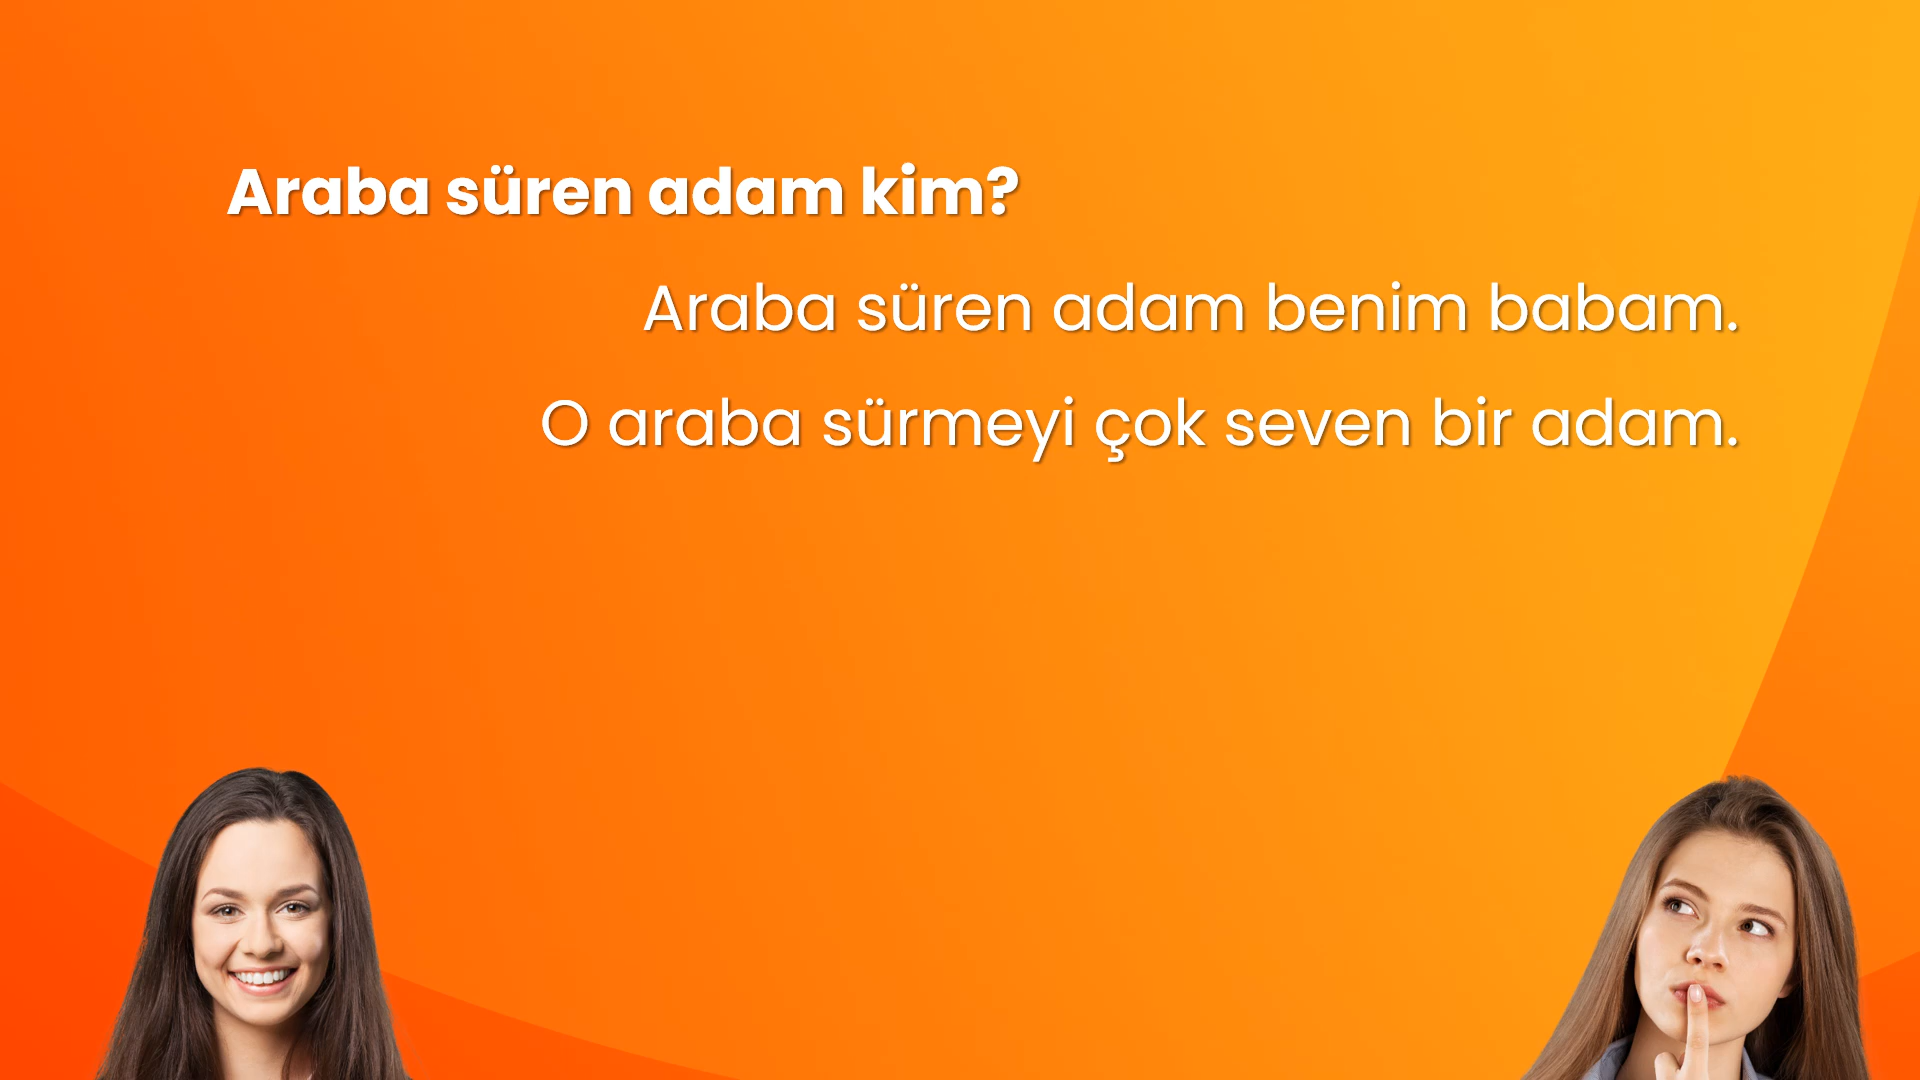 Araba süren adam kim?
Araba süren adam benim babam.
O araba sürmeyi çok seven bir adam.